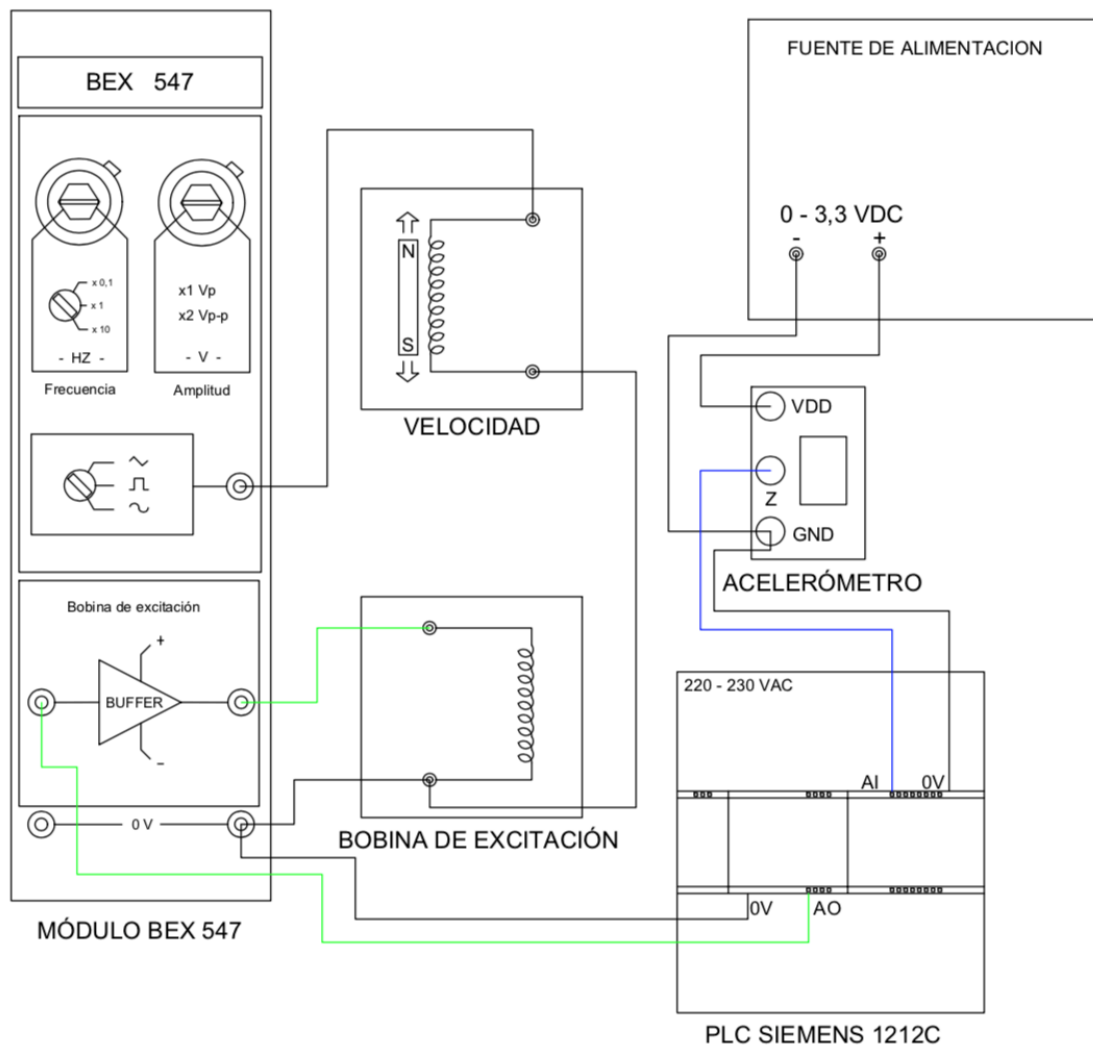 BEX 547
x 0,1
x 1
x 10
- HZ -
Frecuencia
x1 Vp
x2 Vp-p
- V -
Amplitud
Bobina de excitación
+
BUFFER
-
0 V
MÓDULO BEX 547
N
S
VELOCIDAD
BOBINA DE EXCITACIÓN
FUENTE DE ALIMENTACION
0 - 3,3 VDC
- +
VDD
Z
GND
ACELERÓMETRO
220 - 230 VAC
AI 0V
0V AO
PLC SIEMENS 1212C